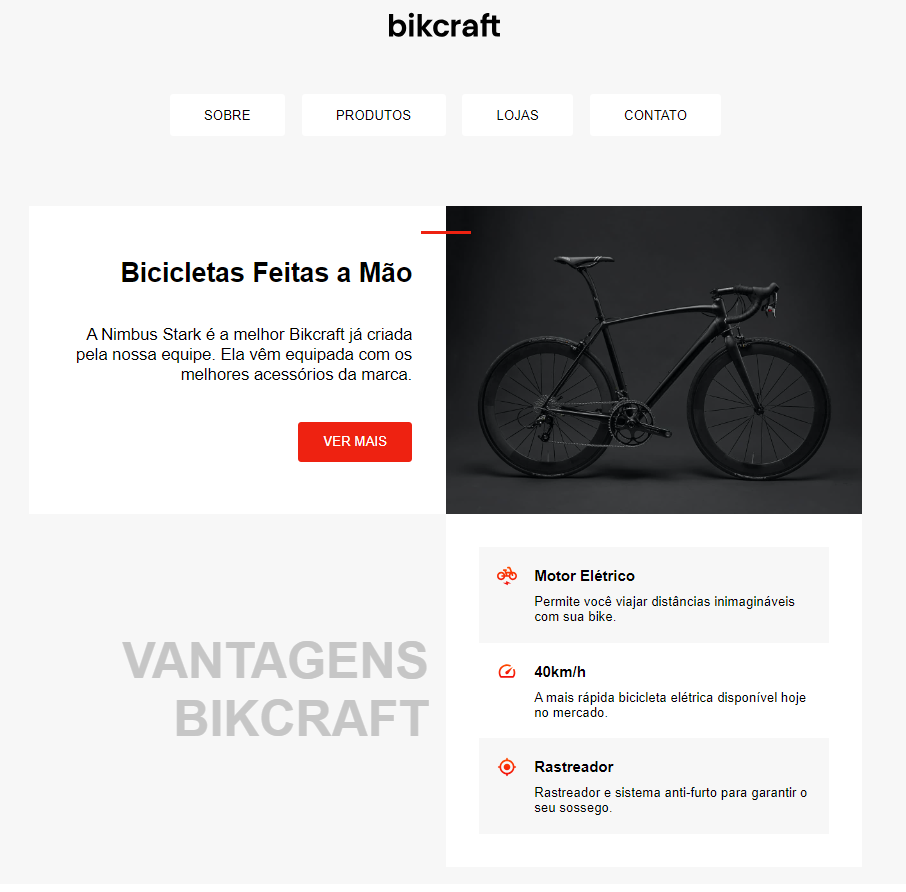 bikcraft
SOBRE
PRODUTOS
LOJAS
CONTATO
Bicicletas Feitas a Mão
A Nimbus Stark é a melhor Bikcraft já criada
pela nossa equipe. Ela vêm equipada com os
melhores acessórios da marca.
VER MAIS
VANTAGENS
BIKCRAFT
Motor Elétrico
Permite você viajar distâncias inimagináveis
com sua bike.
40km/h
A mais rápida bicicleta elétrica disponível hoje
no mercado.
Rastreador
Rastreador e sistema anti-furto para garantir o
seu sossego.